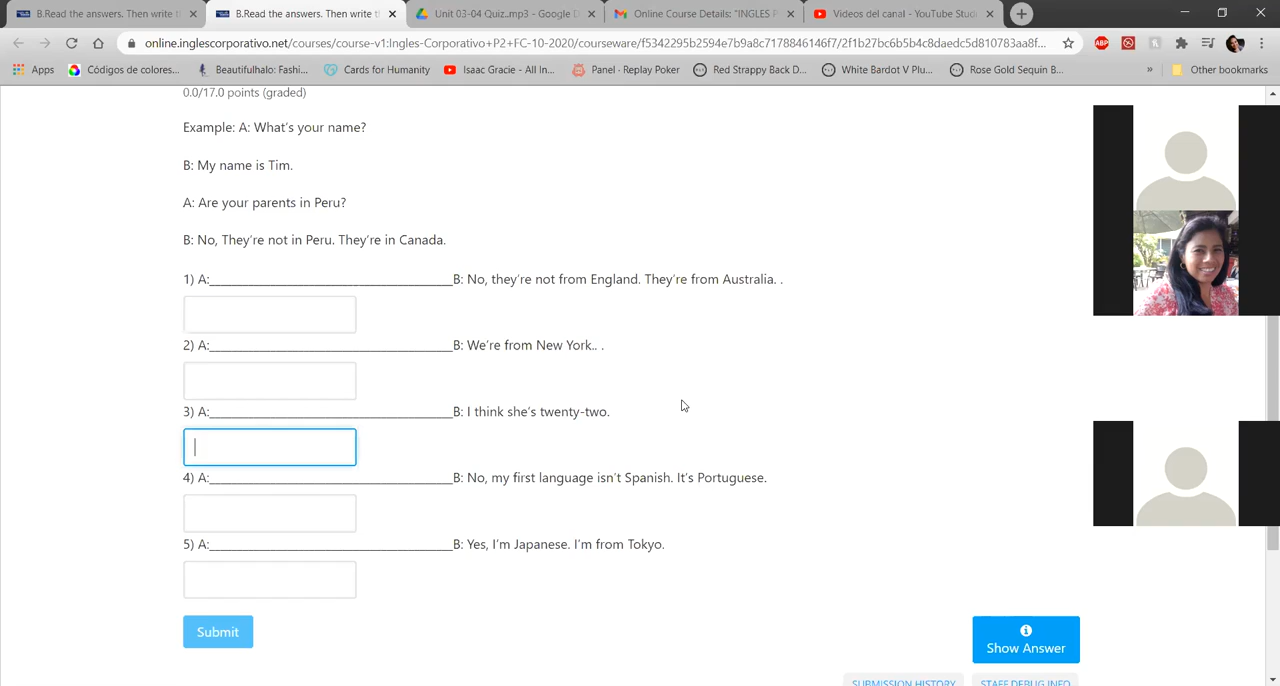 B.Read the answers. Then write t
B.Read the answers. Then write th
Unit 03-04 Quiz..mp3 - Google D
Online Course Details: "INGLES P
Videos del canal - YouTube Studi
online.inglescorporativo.net/courses/course-v1:Ingles-Corporativo+P2+FC-10-2020/courseware/f5342295b2594e7b9a8c7178846146f7/2f1b27bc6b5b4c8daedc5d810783aa8f...
ABP
Apps
Códigos de colores...
Beautifulhalo: Fashi...
Cards for Humanity
Isaac Gracie - All In...
Panel · Replay Poker
Red Strappy Back D...
White Bardot V Plu...
Rose Gold Sequin B...
»
Other bookmarks
0.0/17.0 points (graded)
Example: A: What's your name?
B: My name is Tim.
A: Are your parents in Peru?
B: No, They're not in Peru. They're in Canada.
1) A:________________________________________B: No, they're not from England. They're from Australia. .
2) A:________________________________________B: We're from New York.. .
3) A:________________________________________B: I think she's twenty-two.
4) A:________________________________________B: No, my first language isn't Spanish. It's Portuguese.
5) A:________________________________________B: Yes, I'm Japanese. I'm from Tokyo.
Submit
Show Answer
SUBMISSION HISTORY
STAFF DEBUG INFO